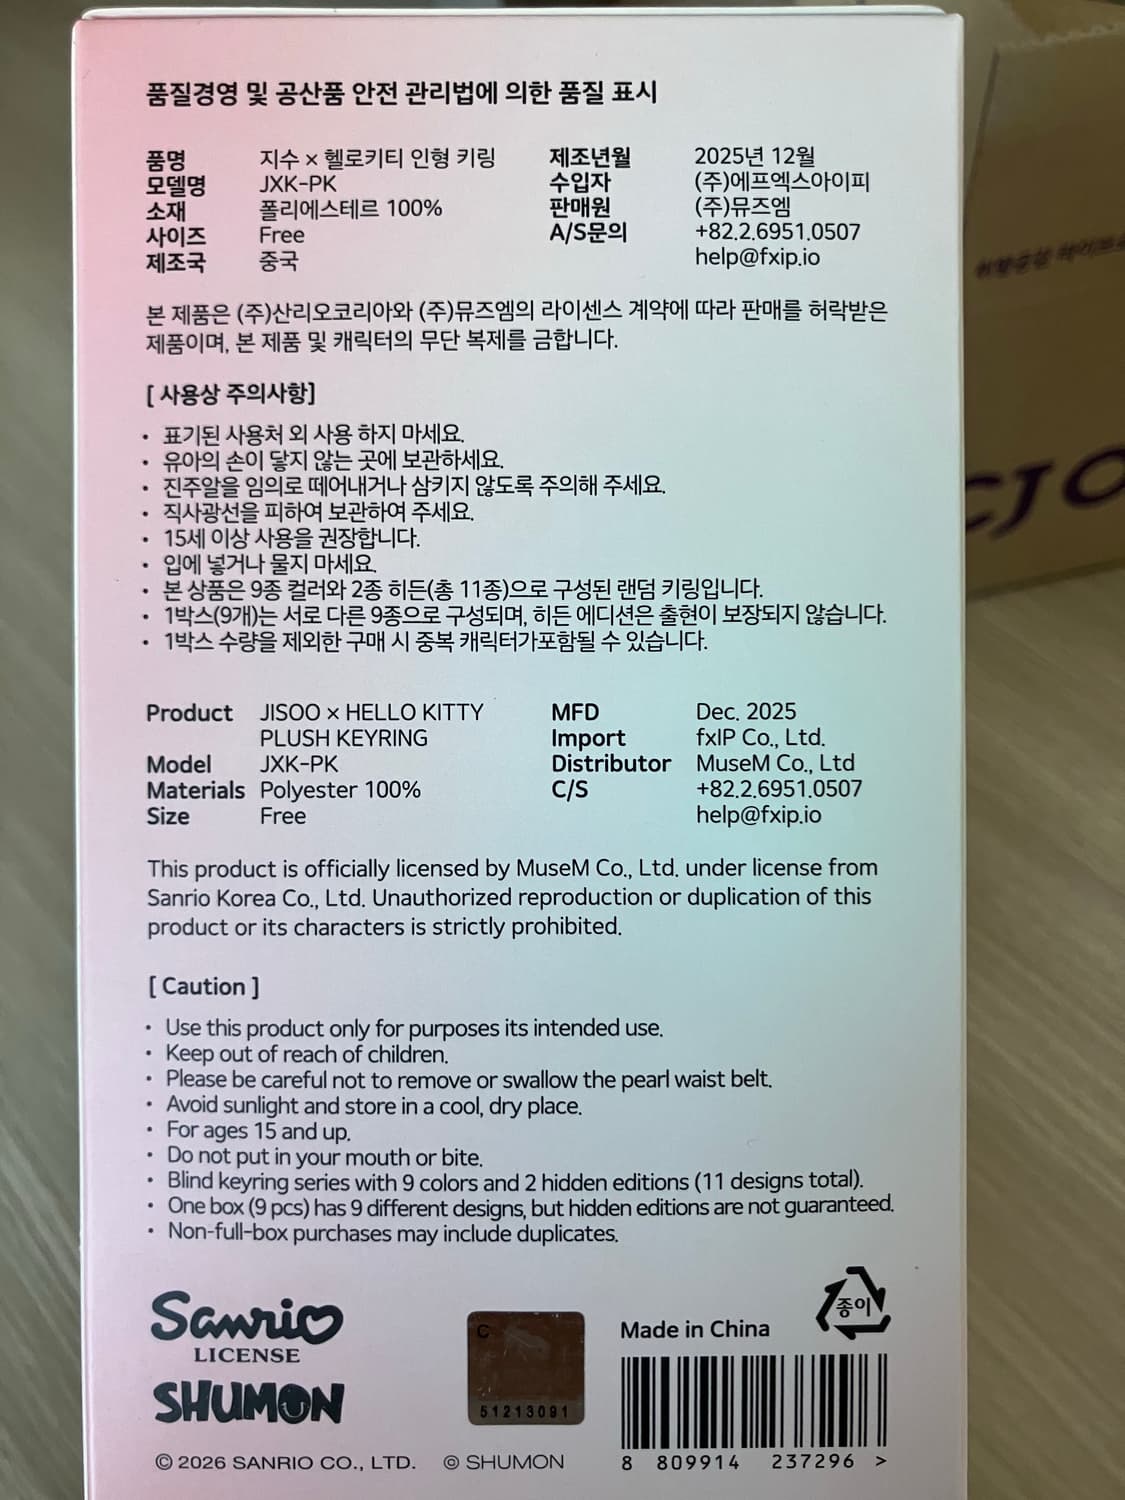 품질경영 및 공산품 안전 관리법에 의한 품질 표시
품명 지수 × 헬로키티 인형 키링
모델명 JXK-PK
소재 폴리에스테르 100%
사이즈 Free
제조국 중국
제조년월 2025년 12월
수입자 (주)에프엑스아이피
판매원 (주)뮤즈엠
A/S문의 +82.2.6951.0507
help@fxip.io
본 제품은 (주)산리오코리아와 (주)뮤즈엠의 라이센스 계약에 따라 판매를 허락받은
제품이며, 본 제품 및 캐릭터의 무단 복제를 금합니다.
[ 사용상 주의사항]
• 표기된 사용처 외 사용 하지 마세요.
• 유아의 손이 닿지 않는 곳에 보관하세요.
• 진주알을 임의로 떼어내거나 삼키지 않도록 주의해 주세요.
• 직사광선을 피하여 보관하여 주세요.
• 15세 이상 사용을 권장합니다.
• 입에 넣거나 물지 마세요.
• 본 상품은 9종 컬러와 2종 히든(총 11종)으로 구성된 랜덤 키링입니다.
• 1박스(9개)는 서로 다른 9종으로 구성되며, 히든 에디션은 출현이 보장되지 않습니다.
• 1박스 수량을 제외한 구매 시 중복 캐릭터가포함될 수 있습니다.
Product JISOO × HELLO KITTY
PLUSH KEYRING
Model JXK-PK
Materials Polyester 100%
Size Free
MFD Dec. 2025
Import fxIP Co., Ltd.
Distributor MuseM Co., Ltd
C/S +82.2.6951.0507
help@fxip.io
This product is officially licensed by MuseM Co., Ltd. under license from
Sanrio Korea Co., Ltd. Unauthorized reproduction or duplication of this
product or its characters is strictly prohibited.
[ Caution ]
• Use this product only for purposes its intended use.
• Keep out of reach of children.
• Please be careful not to remove or swallow the pearl waist belt.
• Avoid sunlight and store in a cool, dry place.
• For ages 15 and up.
• Do not put in your mouth or bite.
• Blind keyring series with 9 colors and 2 hidden editions (11 designs total).
• One box (9 pcs) has 9 different designs, but hidden editions are not guaranteed.
• Non-full-box purchases may include duplicates.
Sanrio
LICENSE
SHUMON
C
51213091
Made in China
종이
8 809914 237296 >
© 2026 SANRIO CO., LTD. © SHUMON
CJ